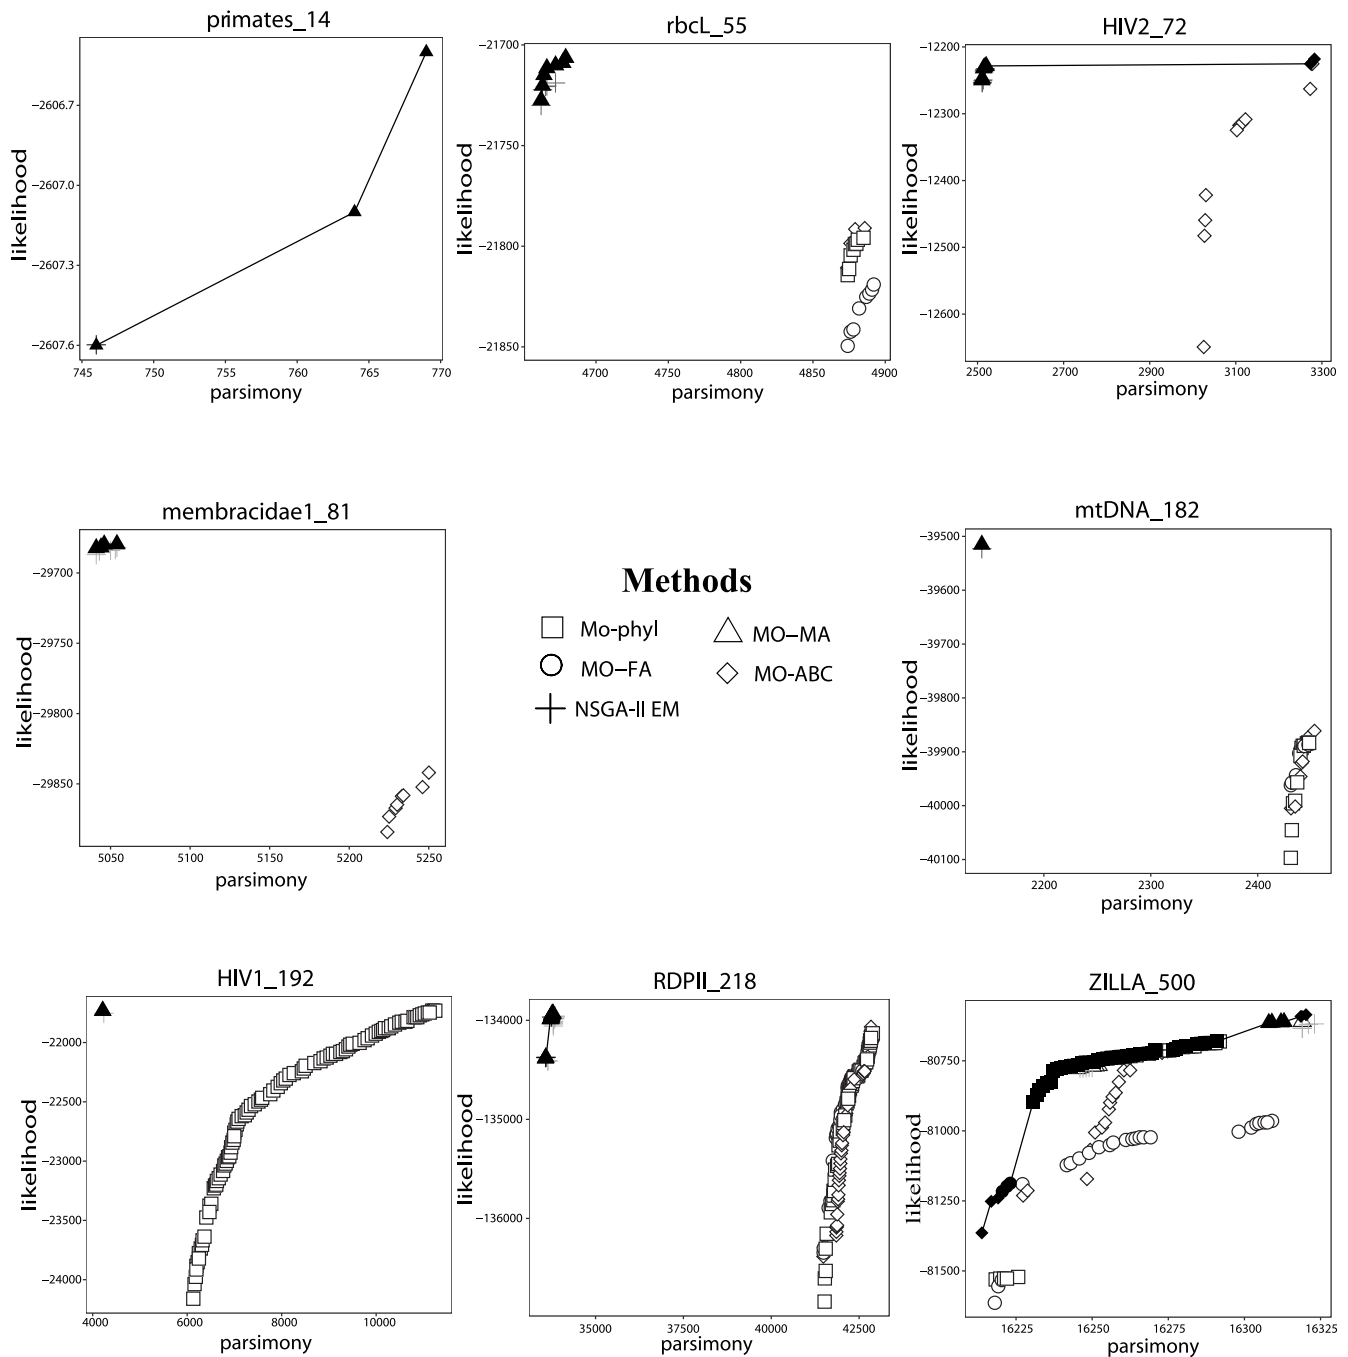 primates_14
−2606.7
−2607.0
−2607.3
−2607.6
745
750
755
760
765
770
likelihood
parsimony
rbcL_55
−21700
−21750
−21800
−21850
4700
4750
4800
4850
4900
likelihood
parsimony
HIV2_72
−12200
−12300
−12400
−12500
−12600
2500
2700
2900
3100
3300
likelihood
parsimony
membracidae1_81
−29700
−29750
−29800
−29850
5050
5100
5150
5200
5250
likelihood
parsimony
Methods
Mo-phyl
MO−MA
MO−FA
MO-ABC
NSGA-II EM
mtDNA_182
−39500
−39600
−39700
−39800
−39900
−40000
−40100
2200
2300
2400
likelihood
parsimony
HIV1_192
−22000
−22500
−23000
−23500
−24000
4000
6000
8000
10000
likelihood
parsimony
RDPII_218
−134000
−135000
−136000
35000
37500
40000
42500
likelihood
parsimony
ZILLA_500
−80750
−81000
−81250
−81500
16225
16250
16275
16300
16325
likelihood
parsimony